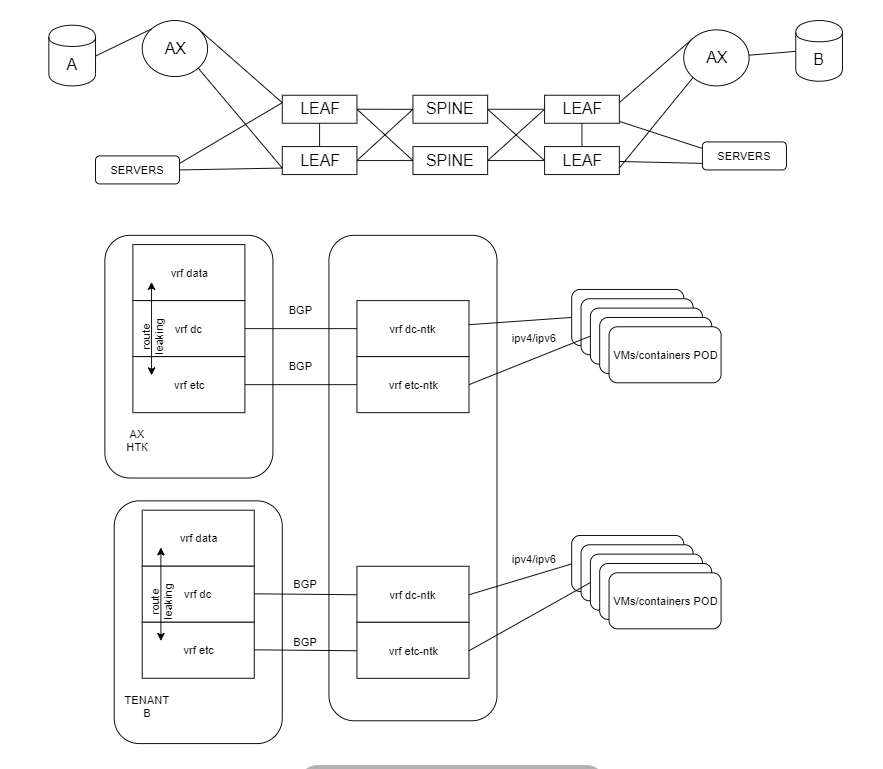 A
AX
AX
B
LEAF
SPINE
LEAF
LEAF
SPINE
LEAF
SERVERS
SERVERS
vrf data
route
leaking
vrf dc
vrf etc
AX
HTK
BGP
BGP
vrf dc-ntk
vrf etc-ntk
ipv4/ipv6
VMs/containers POD
vrf data
route
leaking
vrf dc
vrf etc
TENANT
B
BGP
BGP
vrf dc-ntk
vrf etc-ntk
ipv4/ipv6
VMs/containers POD